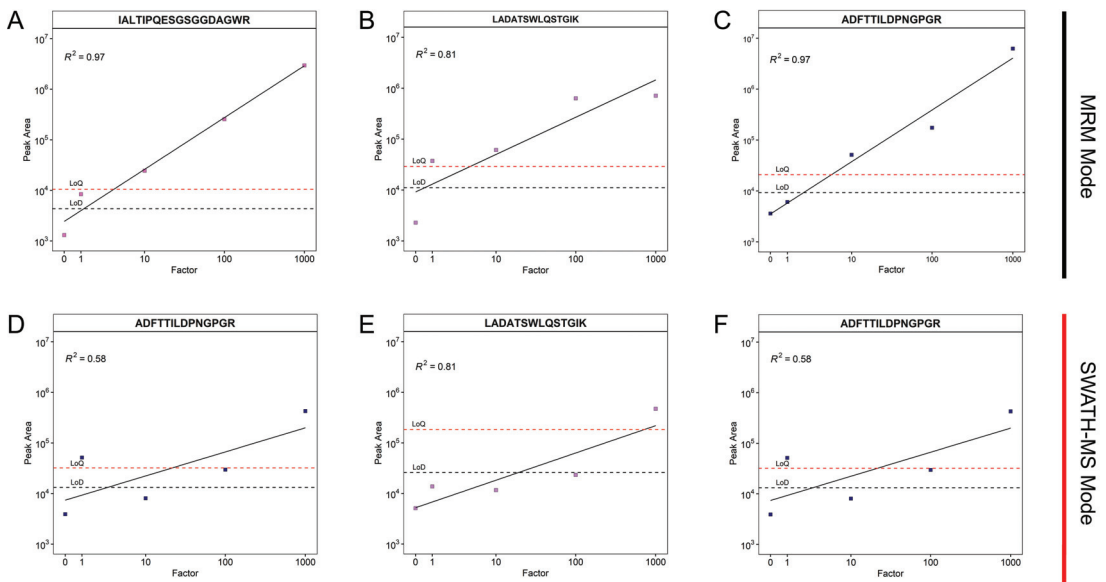 A
IALTIPQESGSGGDAGWR
R² = 0.97
10⁷
10⁶
10⁵
10⁴
10³
Peak Area
LoQ
LoD
0 1 10 100 1000
Factor
B
LADATSWLQSTGIK
R² = 0.81
10⁷
10⁶
10⁵
10⁴
10³
Peak Area
LoQ
LoD
0 1 10 100 1000
Factor
C
ADFTTILDPNGPGR
R² = 0.97
10⁷
10⁶
10⁵
10⁴
10³
Peak Area
LoQ
LoD
0 1 10 100 1000
Factor
MRM Mode
D
ADFTTILDPNGPGR
R² = 0.58
10⁷
10⁶
10⁵
10⁴
10³
Peak Area
LoQ
LoD
0 1 10 100 1000
Factor
E
LADATSWLQSTGIK
R² = 0.81
10⁷
10⁶
10⁵
10⁴
10³
Peak Area
LoQ
LoD
0 1 10 100 1000
Factor
F
ADFTTILDPNGPGR
R² = 0.58
10⁷
10⁶
10⁵
10⁴
10³
Peak Area
LoQ
LoD
0 1 10 100 1000
Factor
SWATH-MS Mode